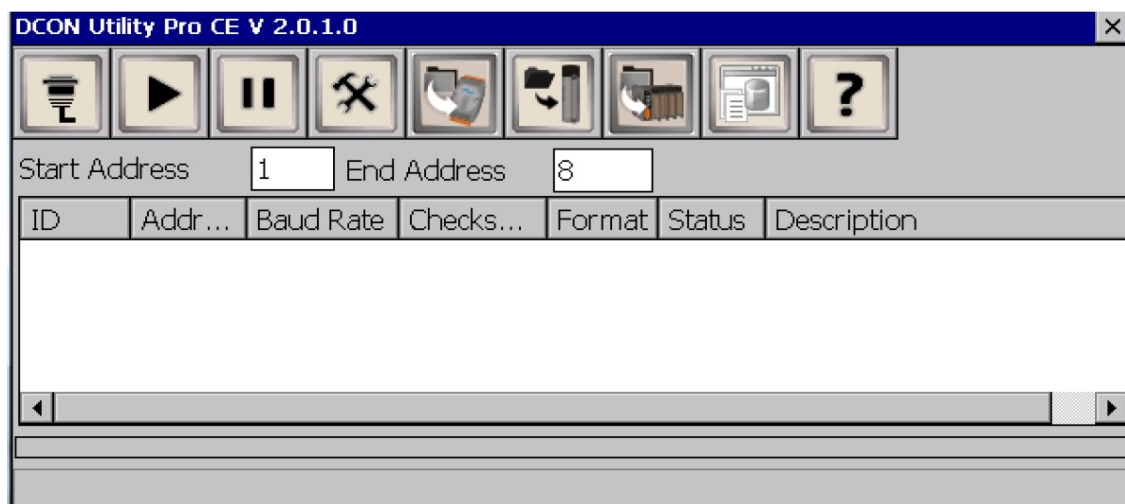 DCON Utility Pro CE V 2.0.1.0
?
Start Address 1 End Address 8
ID Addr... Baud Rate Checks... Format Status Description